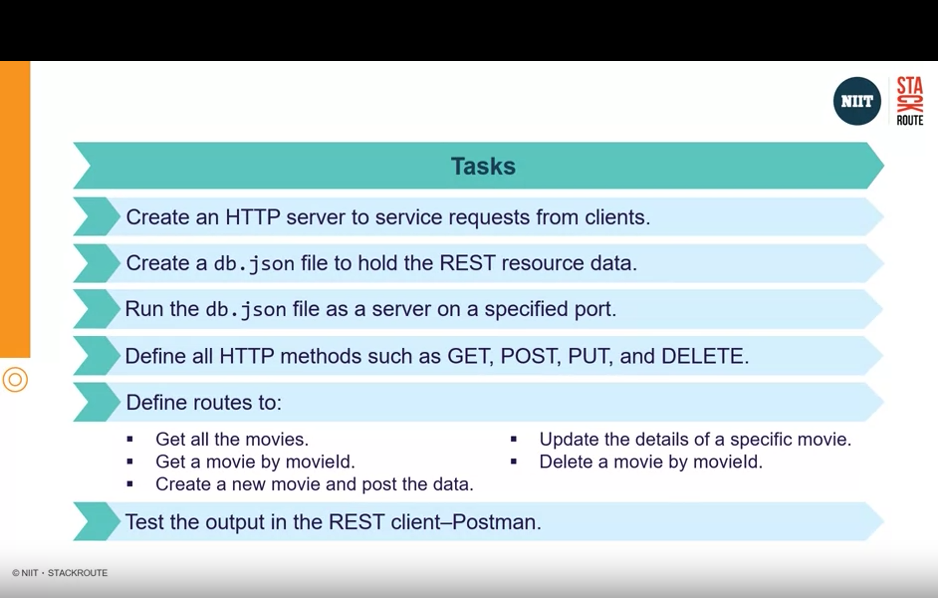 NIIT
STA
CK
ROUTE
Tasks
Create an HTTP server to service requests from clients.
Create a db.json file to hold the REST resource data.
Run the db.json file as a server on a specified port.
Define all HTTP methods such as GET, POST, PUT, and DELETE.
Define routes to:
▪ Get all the movies.
▪ Get a movie by movieId.
▪ Create a new movie and post the data.
▪ Update the details of a specific movie.
▪ Delete a movie by movieId.
Test the output in the REST client–Postman.
© NIIT • STACKROUTE